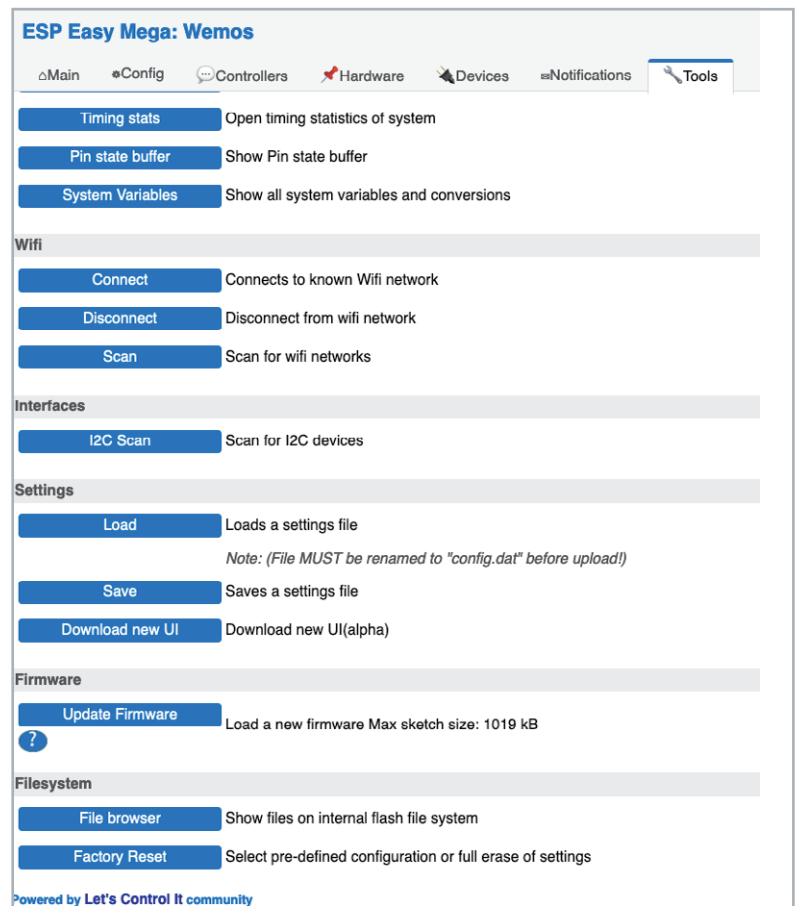 ESP Easy Mega: Wemos
Main Config Controllers Hardware Devices Notifications Tools
Timing stats Open timing statistics of system
Pin state buffer Show Pin state buffer
System Variables Show all system variables and conversions
Wifi
Connect Connects to known Wifi network
Disconnect Disconnect from wifi network
Scan Scan for wifi networks
Interfaces
I2C Scan Scan for I2C devices
Settings
Load Loads a settings file
Note: (File MUST be renamed to "config.dat" before upload!)
Save Saves a settings file
Download new UI Download new UI(alpha)
Firmware
Update Firmware Load a new firmware Max sketch size: 1019 kB
?
Filesystem
File browser Show files on internal flash file system
Factory Reset Select pre-defined configuration or full erase of settings
Powered by Let's Control It community